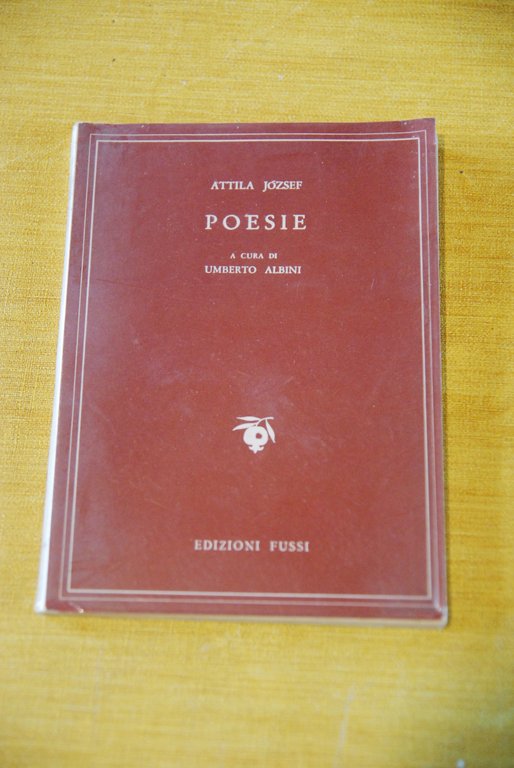 ATTILA JÓZSEF
POESIE
A CURA DI
UMBERTO ALBINI
EDIZIONI FUSSI